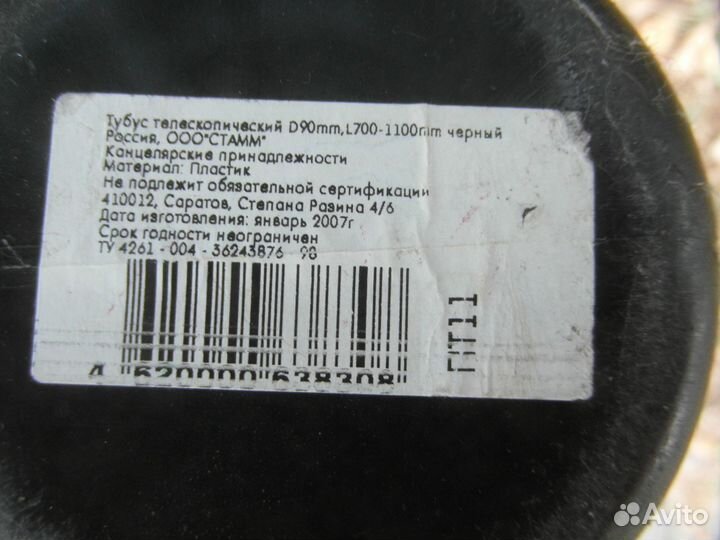 Тубус телескопический D90mm,L700-1100mm черный
Россия, ООО"СТАММ"
Канцелярские принадлежности
Материал: Пластик
Не подлежит обязательной сертификации
410012, Саратов, Степана Разина 4/6
Дата изготовления: январь 2007г
Срок годности неограничен
ТУ 4261 - 004 - 36243876 - 98
4 620000 638308
ПТ11
Avito